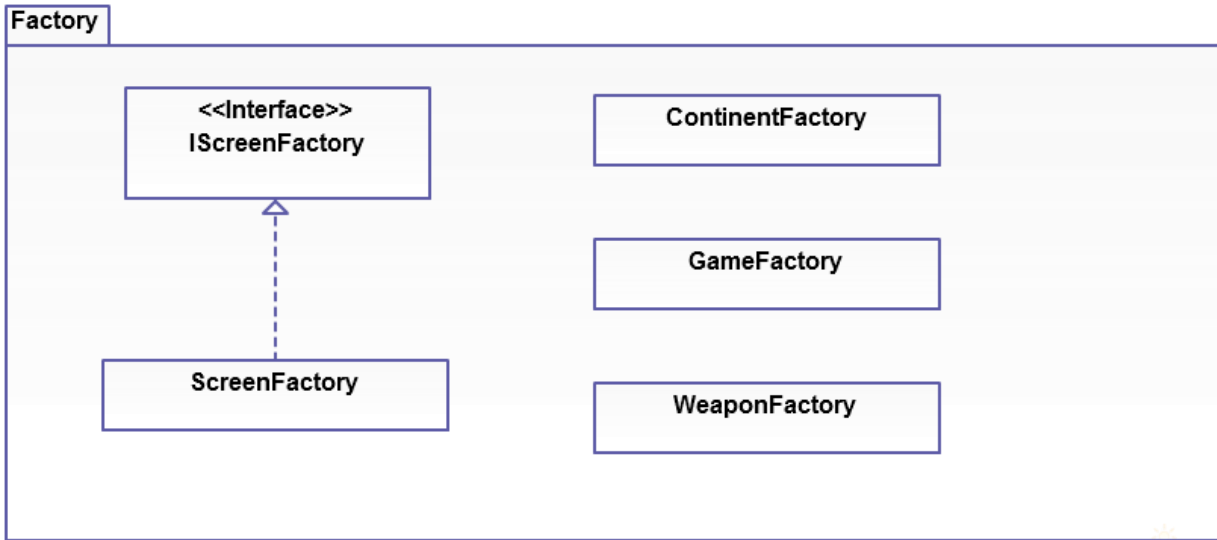 Factory
<<Interface>>
IScreenFactory
ScreenFactory
ContinentFactory
GameFactory
WeaponFactory